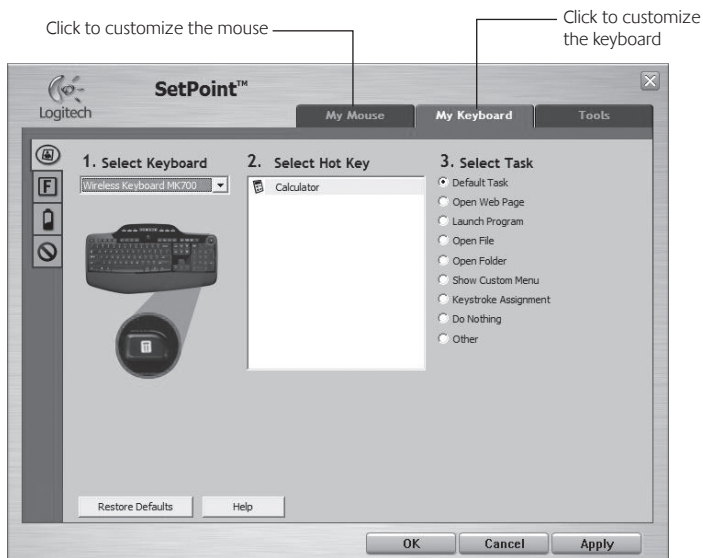 Click to customize the mouse
Click to customize
the keyboard
Logitech
SetPoint™
My Mouse
My Keyboard
Tools
1. Select Keyboard
Wireless Keyboard MK700
2. Select Hot Key
Calculator
3. Select Task
Default Task
Open Web Page
Launch Program
Open File
Open Folder
Show Custom Menu
Keystroke Assignment
Do Nothing
Other
F
Restore Defaults
Help
OK
Cancel
Apply